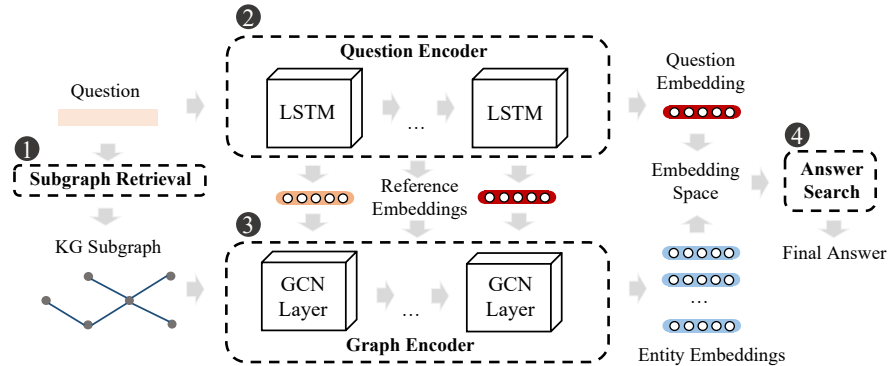 2
Question Encoder
LSTM
...
LSTM
Question
1
Subgraph Retrieval
KG Subgraph
Reference
Embeddings
3
GCN
Layer
...
GCN
Layer
Graph Encoder
Question
Embedding
Embedding
Space
...
Entity Embeddings
4
Answer
Search
Final Answer